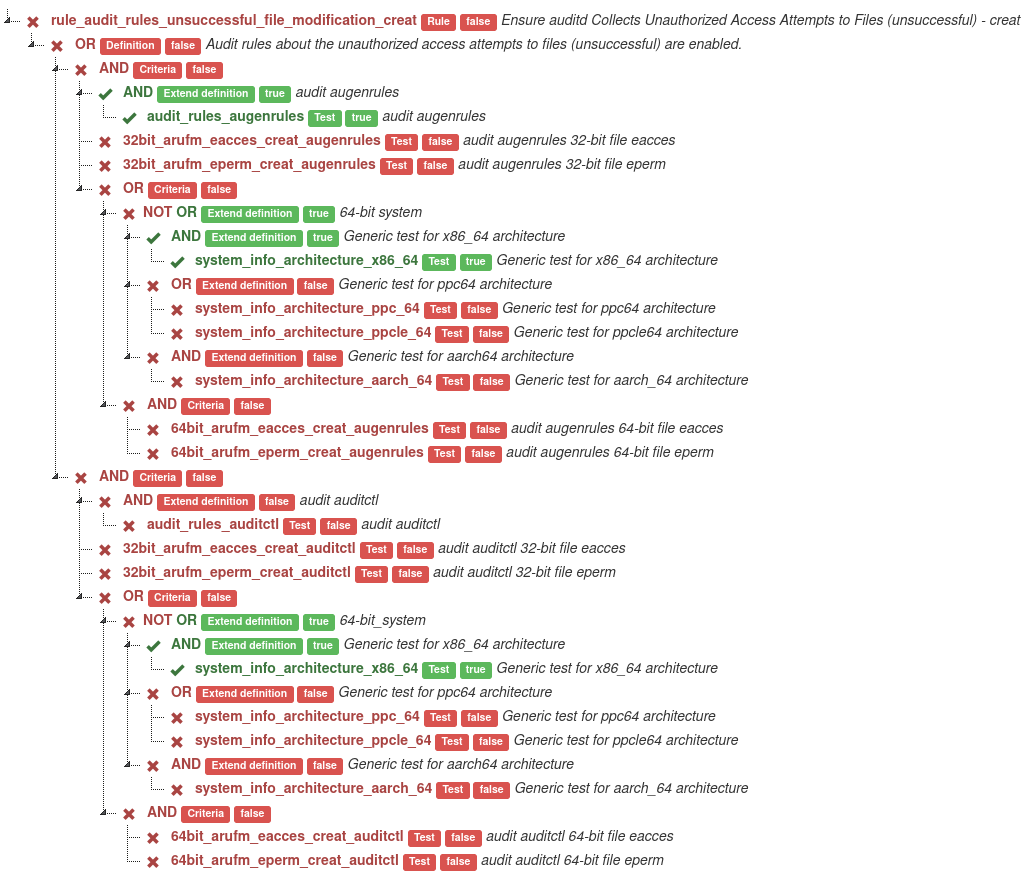 rule_audit_rules_unsuccessful_file_modification_creat Rule false Ensure auditd Collects Unauthorized Access Attempts to Files (unsuccessful) - creat
OR Definition false Audit rules about the unauthorized access attempts to files (unsuccessful) are enabled.
AND Criteria false
AND Extend definition true audit augenrules
audit_rules_augenrules Test true audit augenrules
32bit_arufm_eacces_creat_augenrules Test false audit augenrules 32-bit file eacces
32bit_arufm_eperm_creat_augenrules Test false audit augenrules 32-bit file eperm
OR Criteria false
NOT OR Extend definition true 64-bit system
AND Extend definition true Generic test for x86_64 architecture
system_info_architecture_x86_64 Test true Generic test for x86_64 architecture
OR Extend definition false Generic test for ppc64 architecture
system_info_architecture_ppc_64 Test false Generic test for ppc64 architecture
system_info_architecture_ppcle_64 Test false Generic test for ppcle64 architecture
AND Extend definition false Generic test for aarch64 architecture
system_info_architecture_aarch_64 Test false Generic test for aarch_64 architecture
AND Criteria false
64bit_arufm_eacces_creat_augenrules Test false audit augenrules 64-bit file eacces
64bit_arufm_eperm_creat_augenrules Test false audit augenrules 64-bit file eperm
AND Criteria false
AND Extend definition false audit auditctl
audit_rules_auditctl Test false audit auditctl
32bit_arufm_eacces_creat_auditctl Test false audit auditctl 32-bit file eacces
32bit_arufm_eperm_creat_auditctl Test false audit auditctl 32-bit file eperm
OR Criteria false
NOT OR Extend definition true 64-bit_system
AND Extend definition true Generic test for x86_64 architecture
system_info_architecture_x86_64 Test true Generic test for x86_64 architecture
OR Extend definition false Generic test for ppc64 architecture
system_info_architecture_ppc_64 Test false Generic test for ppc64 architecture
system_info_architecture_ppcle_64 Test false Generic test for ppcle64 architecture
AND Extend definition false Generic test for aarch64 architecture
system_info_architecture_aarch_64 Test false Generic test for aarch_64 architecture
AND Criteria false
64bit_arufm_eacces_creat_auditctl Test false audit auditctl 64-bit file eacces
64bit_arufm_eperm_creat_auditctl Test false audit auditctl 64-bit file eperm